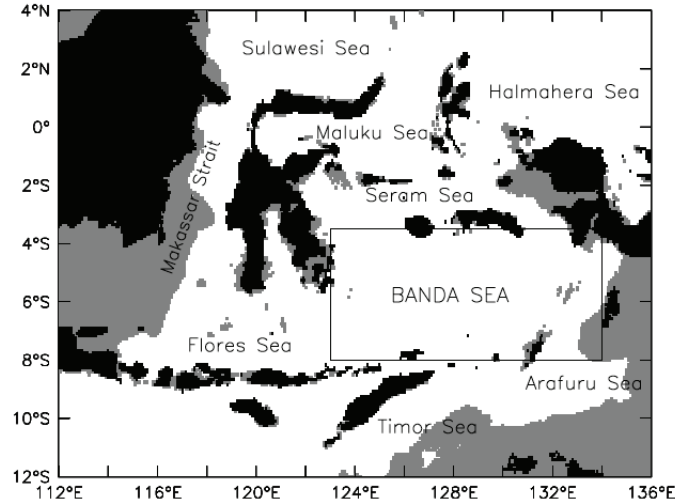 4°N
Sulawesi Sea
2°N
Halmahera Sea
0°
Maluku Sea
Makassar Strait
2°S
Seram Sea
4°S
6°S
BANDA SEA
Flores Sea
8°S
Arafuru Sea
10°S
Timor Sea
12°S
112°E 116°E 120°E 124°E 128°E 132°E 136°E